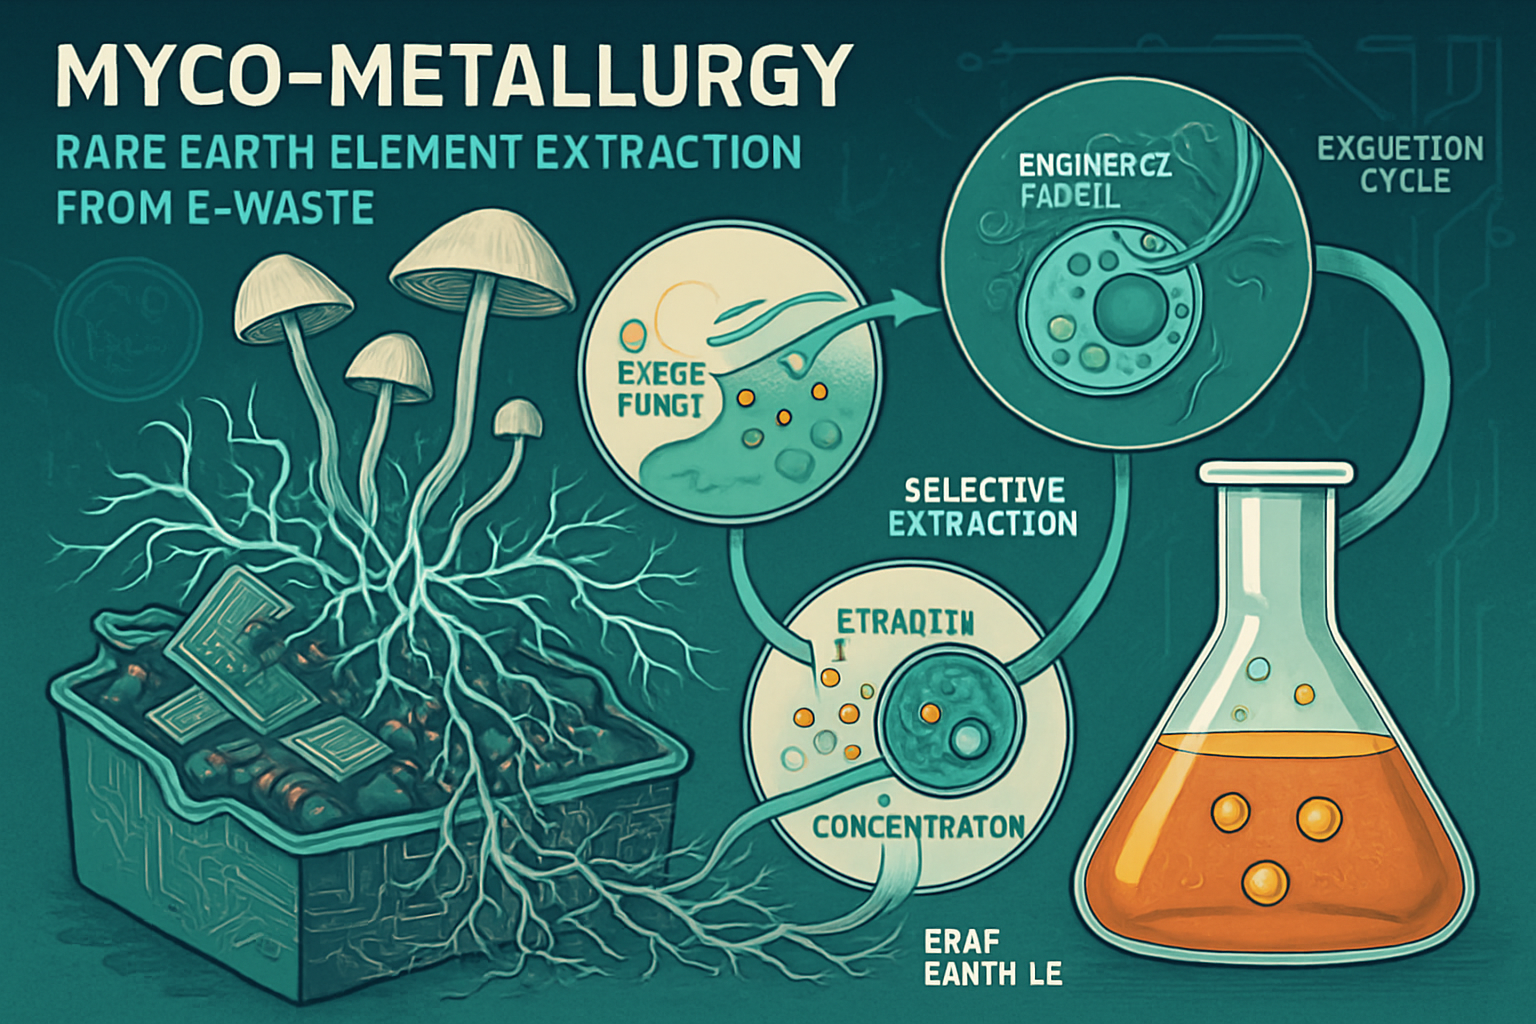 MYCO-METALLURGY
RARE EARTH ELEMENT EXTRACTION
FROM E-WASTE
ENGINERCZ
FADEIL
EXGUETION
CYCLE
EXEGE
FUNGI
SELECTIVE
EXTRACTION
ETRAQIIN
I
CONCENTRATON
ERAF
EANTH LE